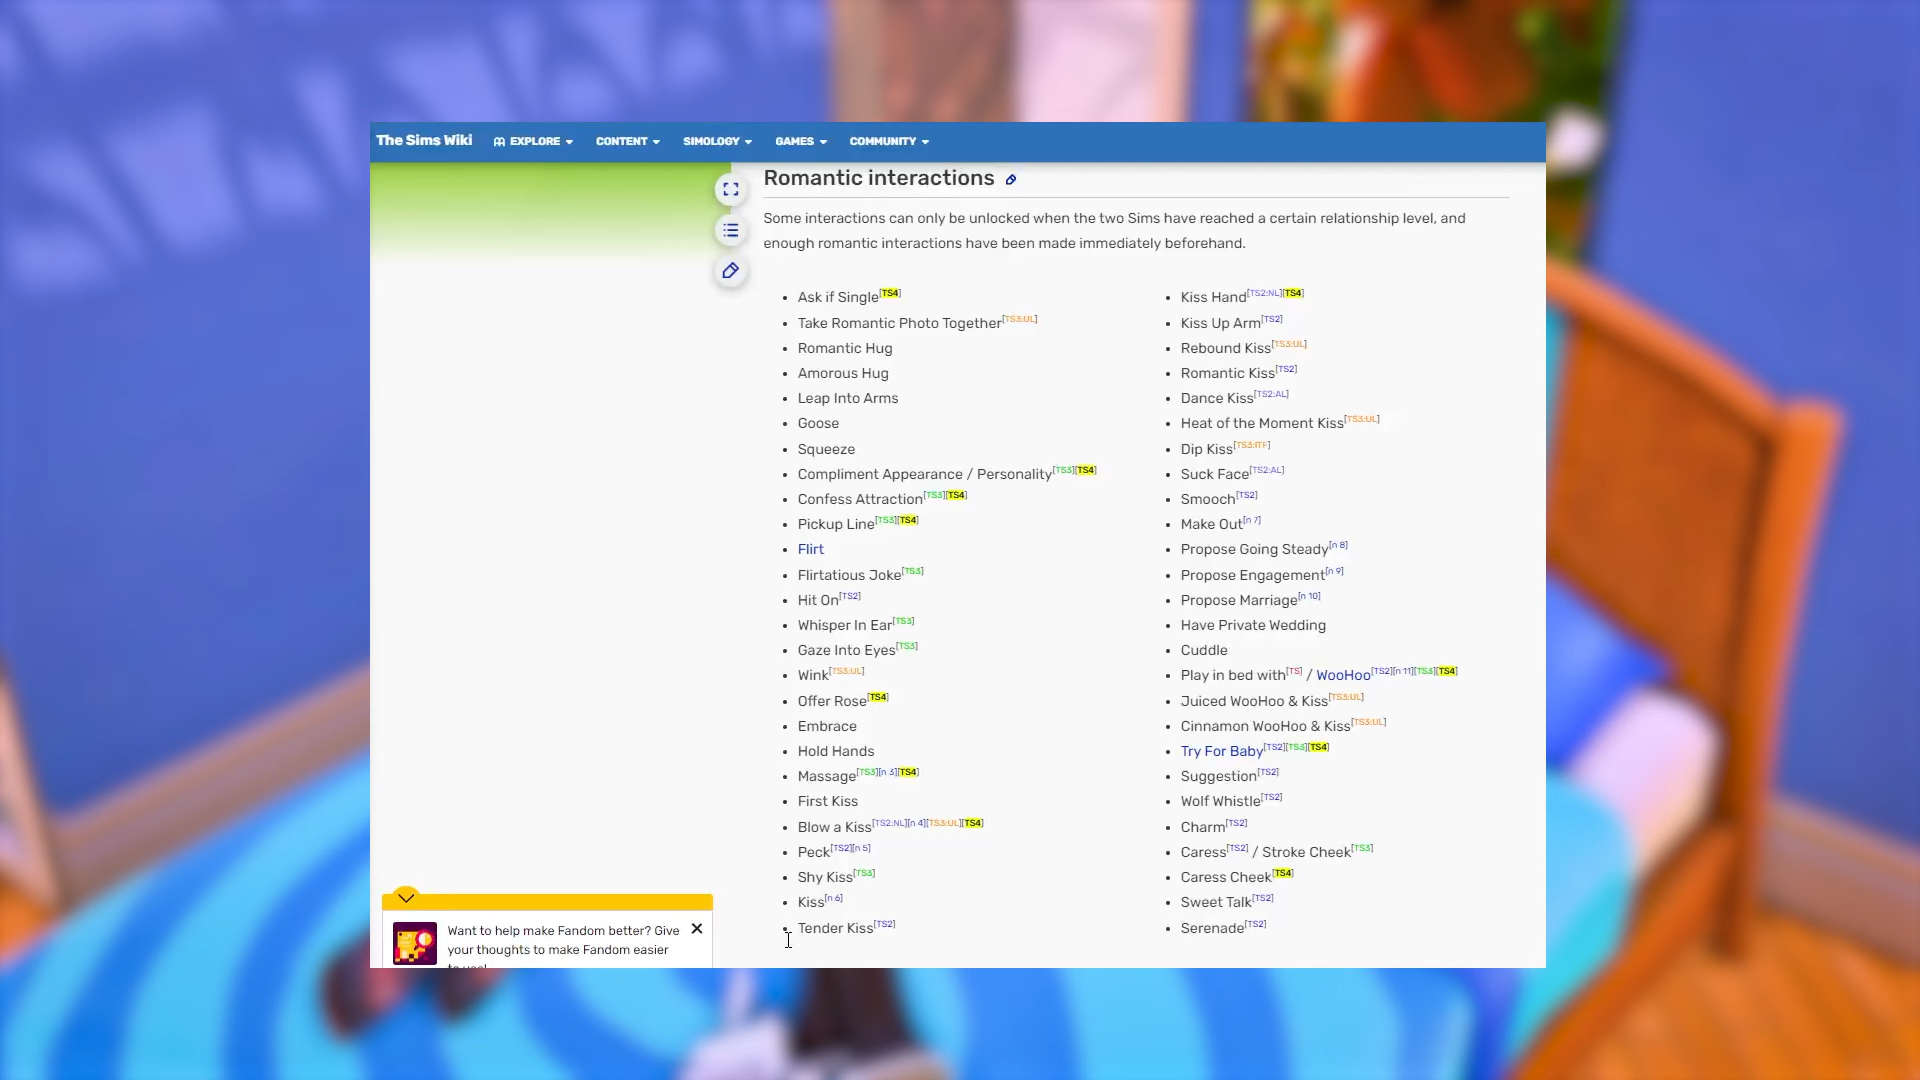 The Sims Wiki EXPLORE CONTENT SIMOLOGY GAMES COMMUNITY
Romantic interactions
Some interactions can only be unlocked when the two Sims have reached a certain relationship level, and
enough romantic interactions have been made immediately beforehand.
Ask if Single[TS4]
Take Romantic Photo Together[TS3:UL]
Romantic Hug
Amorous Hug
Leap Into Arms
Goose
Squeeze
Compliment Appearance / Personality[TS3][TS4]
Confess Attraction[TS3][TS4]
Pickup Line[TS3][TS4]
Flirt
Flirtatious Joke[TS3]
Hit On[TS2]
Whisper In Ear[TS3]
Gaze Into Eyes[TS3]
Wink[TS3:UL]
Offer Rose[TS4]
Embrace
Hold Hands
Massage[TS3][n 3][TS4]
First Kiss
Blow a Kiss[TS2:NL][n 4][TS3:UL][TS4]
Peck[TS2][n 5]
Shy Kiss[TS3]
Kiss[n 6]
Tender Kiss[TS2]
Kiss Hand[TS2:NL][TS4]
Kiss Up Arm[TS2]
Rebound Kiss[TS3:UL]
Romantic Kiss[TS2]
Dance Kiss[TS2:AL]
Heat of the Moment Kiss[TS3:UL]
Dip Kiss[TS3:ITF]
Suck Face[TS2:AL]
Smooch[TS2]
Make Out[n 7]
Propose Going Steady[n 8]
Propose Engagement[n 9]
Propose Marriage[n 10]
Have Private Wedding
Cuddle
Play in bed with[TS] / WooHoo[TS2][n 11][TS3][TS4]
Juiced WooHoo & Kiss[TS3:UL]
Cinnamon WooHoo & Kiss[TS3:UL]
Try For Baby[TS2][TS3][TS4]
Suggestion[TS2]
Wolf Whistle[TS2]
Charm[TS2]
Caress[TS2] / Stroke Cheek[TS3]
Caress Cheek[TS4]
Sweet Talk[TS2]
Serenade[TS2]
Want to help make Fandom better? Give
your thoughts to make Fandom easier